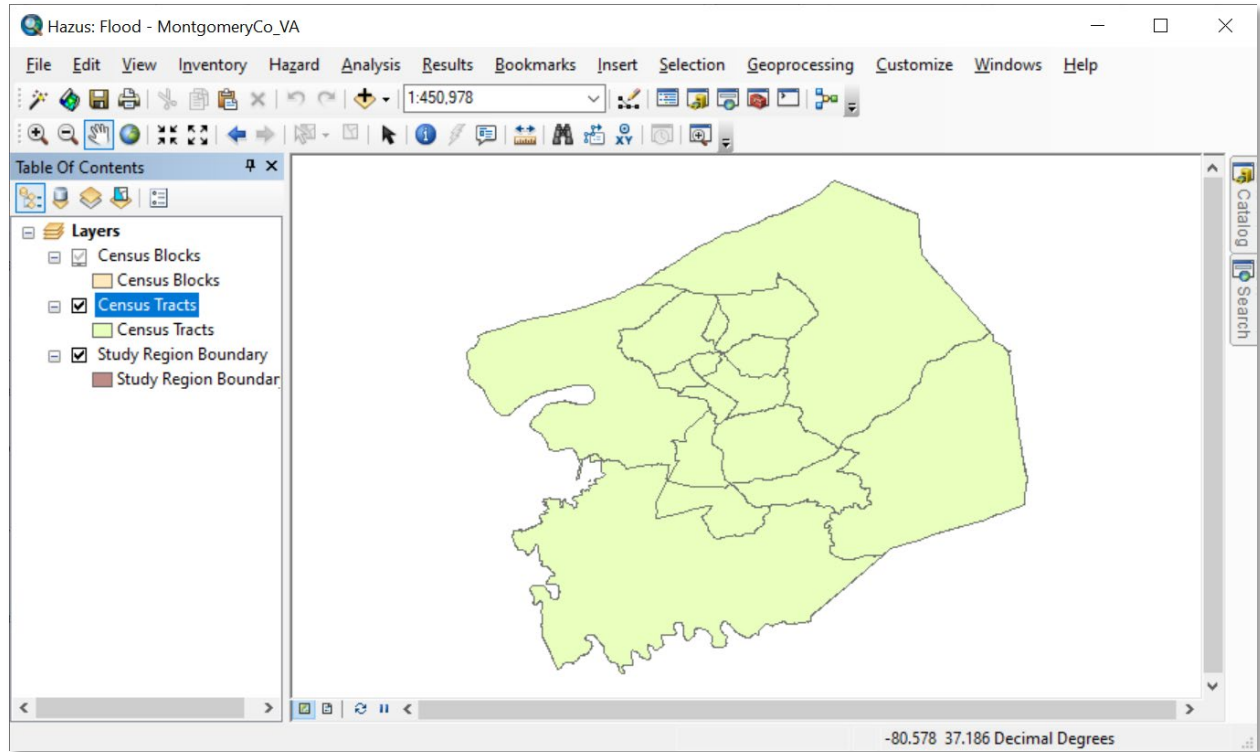 Hazus: Flood - MontgomeryCo_VA
File Edit View Inventory Hazard Analysis Results Bookmarks Insert Selection Geoprocessing Customize Windows Help
1:450,978
XY
Table Of Contents
Layers
Census Blocks
Census Blocks
Census Tracts
Census Tracts
Study Region Boundary
Study Region Boundar
Catalog
Search
-80.578 37.186 Decimal Degrees